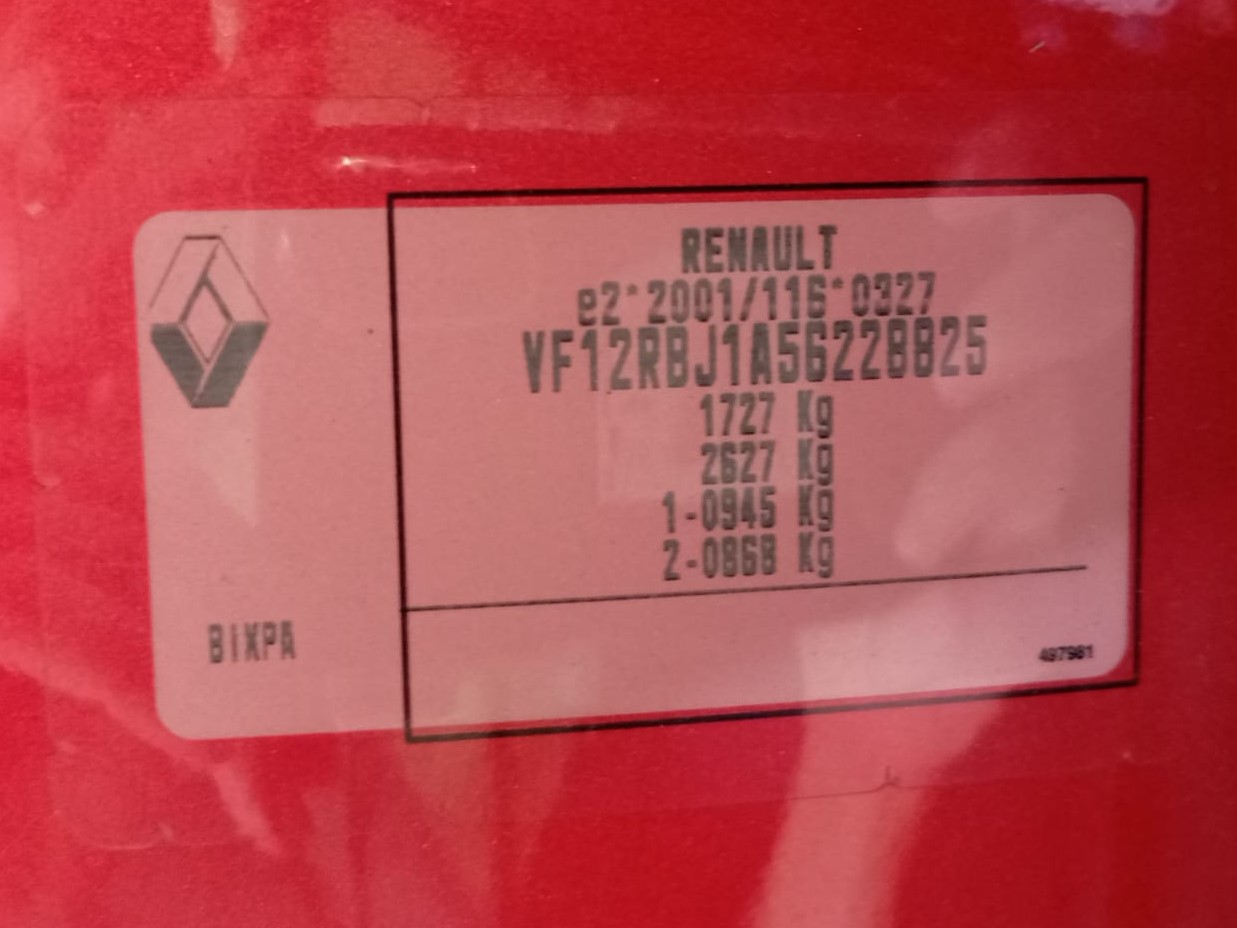 RENAULT
e2*2001/116*0327
VF12RBJ1A56228825
1727 Kg
2627 Kg
1-0945 Kg
2-0868 Kg
BIXPA
497981